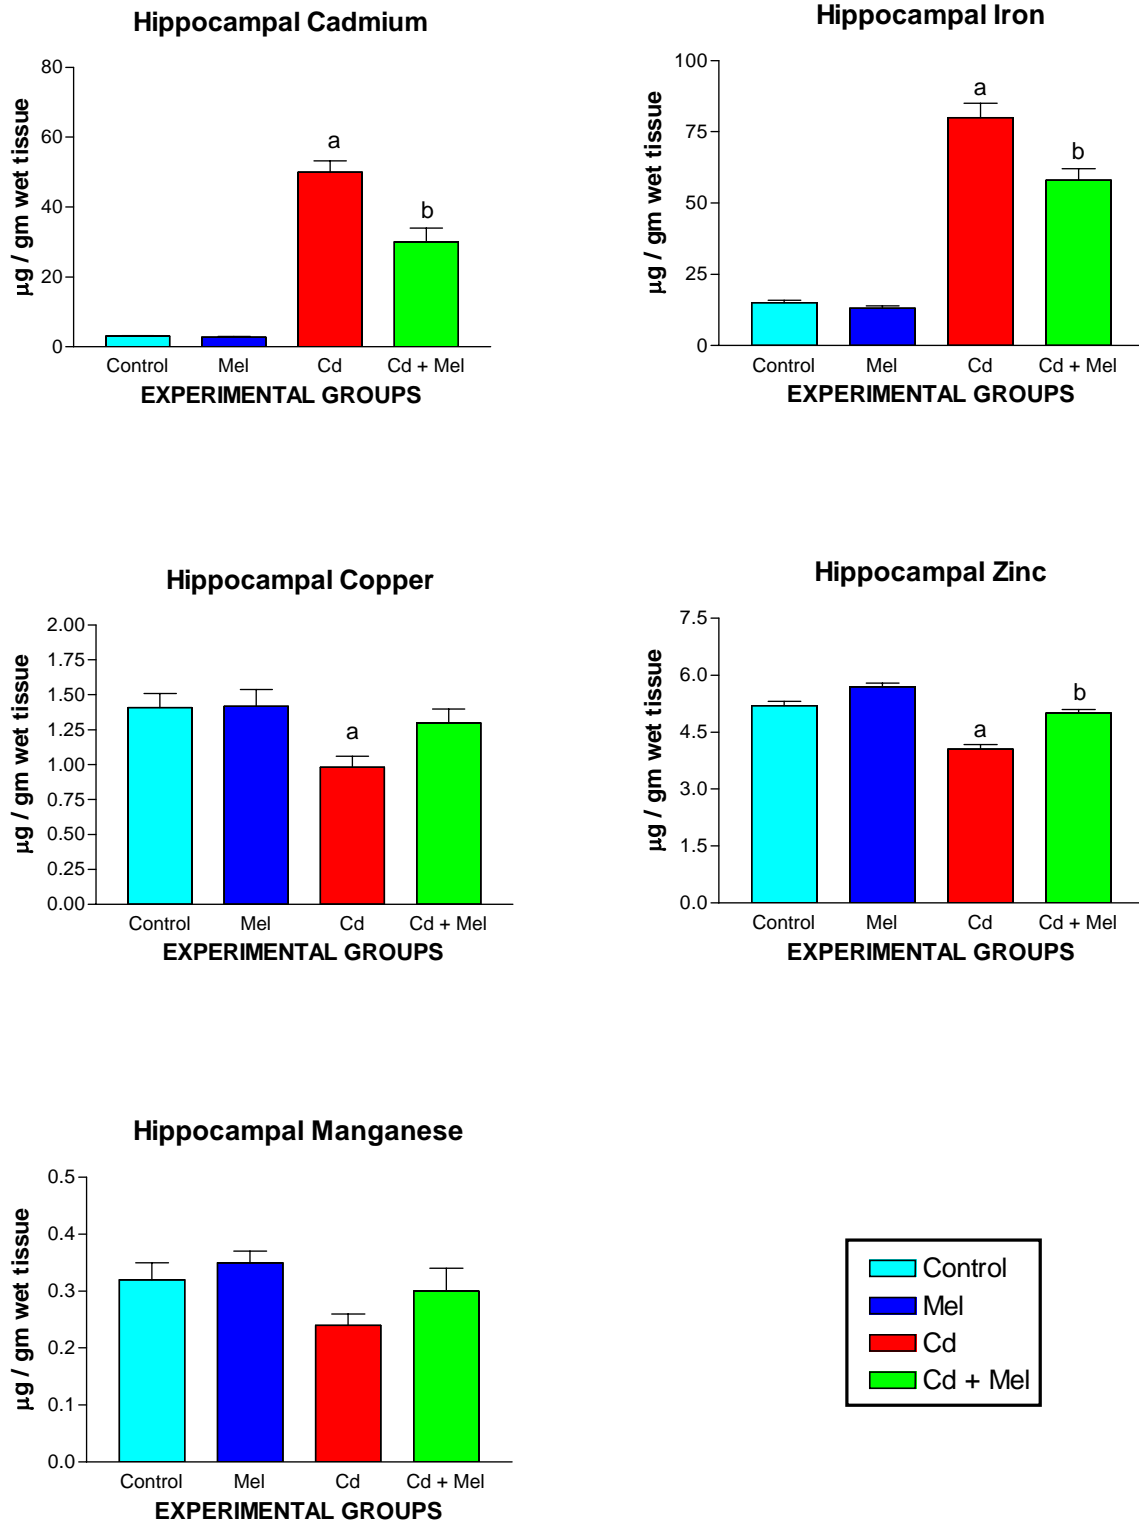 Hippocampal Cadmium
µg / gm wet tissue
80
60
40
20
0
a
b
Control Mel Cd Cd + Mel
EXPERIMENTAL GROUPS
Hippocampal Iron
µg / gm wet tissue
100
75
50
25
0
a
b
Control Mel Cd Cd + Mel
EXPERIMENTAL GROUPS
Hippocampal Copper
µg / gm wet tissue
2.00
1.75
1.50
1.25
1.00
0.75
0.50
0.25
0.00
a
Control Mel Cd Cd + Mel
EXPERIMENTAL GROUPS
Hippocampal Zinc
µg / gm wet tissue
7.5
6.0
4.5
3.0
1.5
0.0
a
b
Control Mel Cd Cd + Mel
EXPERIMENTAL GROUPS
Hippocampal Manganese
µg / gm wet tissue
0.5
0.4
0.3
0.2
0.1
0.0
Control Mel Cd Cd + Mel
EXPERIMENTAL GROUPS
Control
Mel
Cd
Cd + Mel